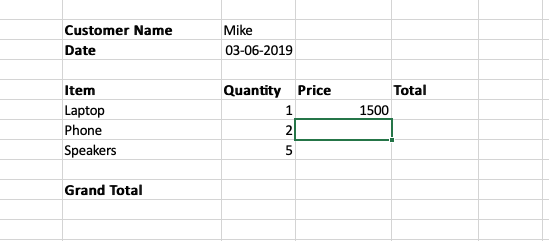 Customer Name Mike
Date 03-06-2019
Item Quantity Price Total
Laptop 1 1500
Phone 2
Speakers 5
Grand Total